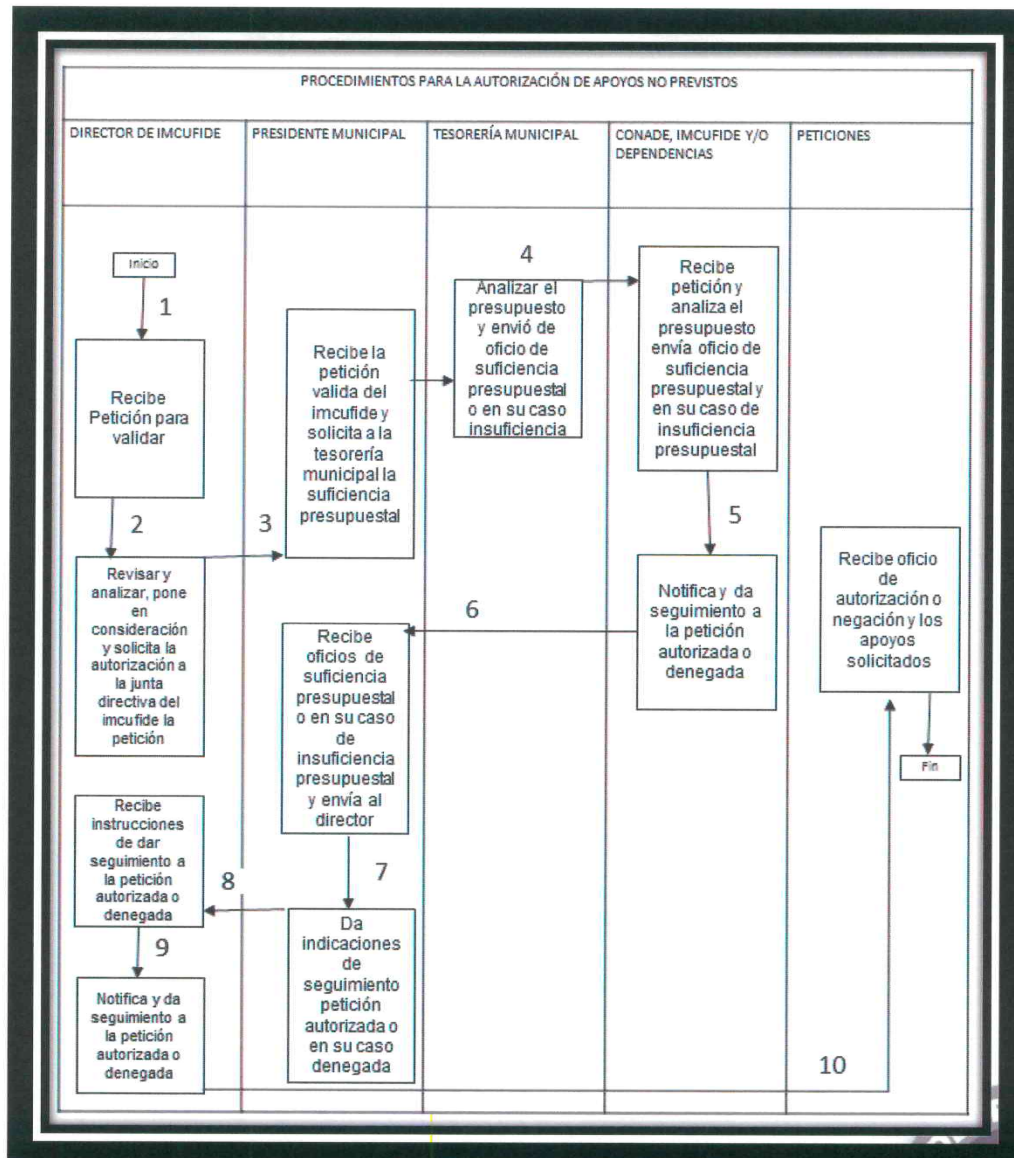 PROCEDIMIENTOS PARA LA AUTORIZACIÓN DE APOYOS NO PREVISTOS
DIRECTOR DE IMCUFIDE
PRESIDENTE MUNICIPAL
TESORERÍA MUNICIPAL
CONADE, IMCUFIDE Y/O
DEPENDENCIAS
PETICIONES
Inicio
1
Recibe
Petición para
validar
2
Revisar y
analizar, pone
en
consideración
y solicita la
autorización a
la junta
directiva del
imcufide la
petición
3
Recibe la
petición
valida del
imcufide y
solicita a la
tesorería
municipal la
suficiencia
presupuestal
4
Analizar el
presupuesto
y envió de
oficio de
suficiencia
presupuestal
o en su caso
insuficiencia
Recibe
petición y
analiza el
presupuesto
envía oficio de
suficiencia
presupuestal y
en su caso de
insuficiencia
presupuestal
5
Notifica y da
seguimiento a
la petición
autorizada o
denegada
6
Recibe
oficios de
suficiencia
presupuestal
o en su caso
de
insuficiencia
presupuestal
y envía al
director
7
Da
indicaciones
de
seguimiento
petición
autorizada o
en su caso
denegada
8
Recibe
instrucciones
de dar
seguimiento a
la petición
autorizada o
denegada
9
Notifica y da
seguimiento a
la petición
autorizada o
denegada
10
Recibe oficio
de
autorización o
negación y los
apoyos
solicitados
Fin